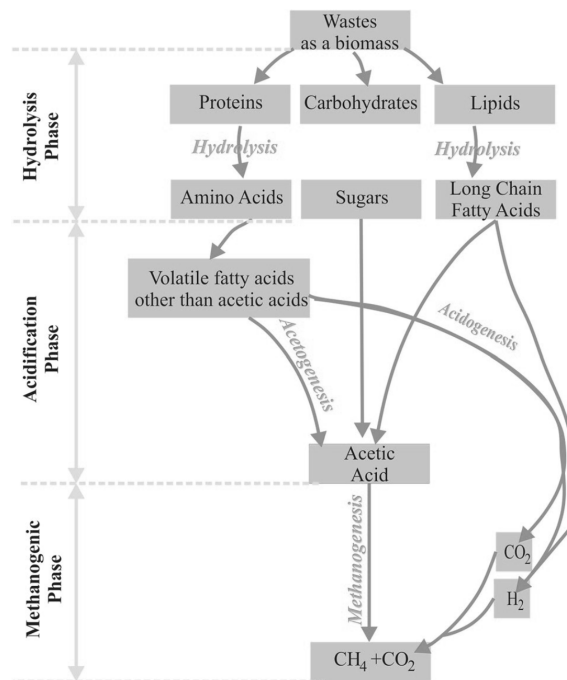 Wastes
as a biomass
Proteins
Carbohydrates
Lipids
Hydrolysis
Hydrolysis
Hydrolysis
Phase
Amino Acids
Sugars
Long Chain
Fatty Acids
Volatile fatty acids
other than acetic acids
Acetogenesis
Acidogenesis
Acidification
Phase
Acetic
Acid
Methanogenesis
Methanogenic
Phase
CO₂
H₂
CH₄ +CO₂